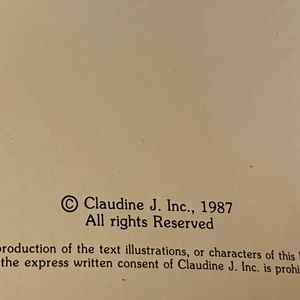 © Claudine J. Inc., 1987
All rights Reserved
production of the text illustrations, or characters of this
the express written consent of Claudine J. Inc. is